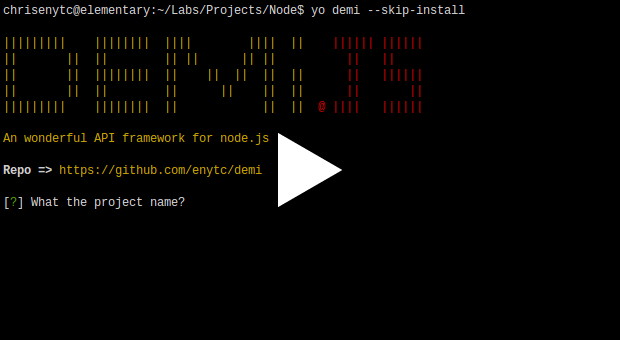 chrisenytc@elementary:~/Labs/Projects/Node$ yo demi --skip-install
|||||||||    ||||||||  ||||        ||||  ||    |||||| ||||||
||       ||  ||        || ||      || ||          ||   ||
||       ||  ||||||||  ||    ||  ||  ||  ||      ||   ||||||
||       ||  ||        ||      ||    ||  ||      ||       ||
|||||||||    ||||||||  ||            ||  ||  @ ||||   ||||||
An wonderful API framework for node.js
Repo => https://github.com/enytc/demi
[?] What the project name?